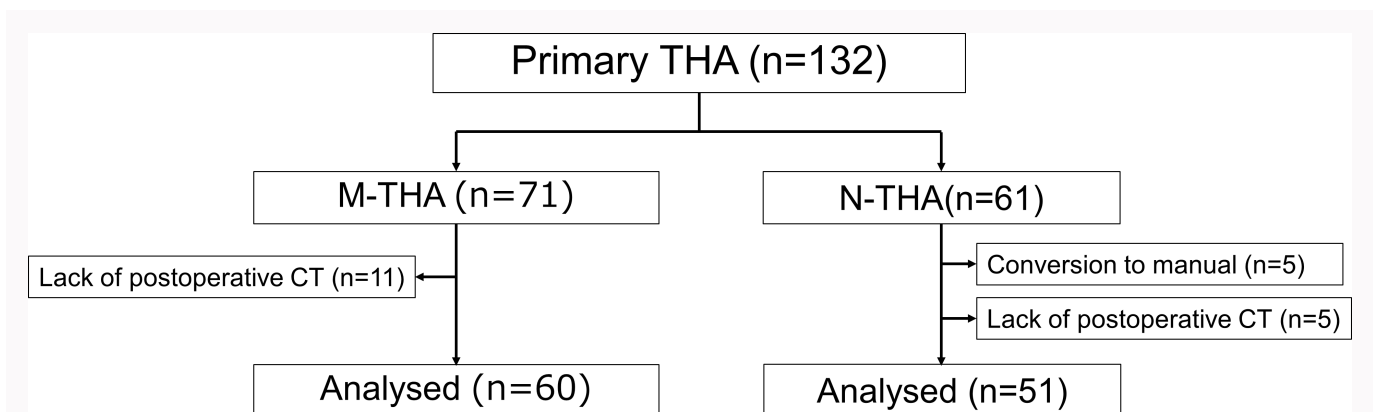 Primary THA (n=132)
M-THA (n=71)
N-THA(n=61)
Lack of postoperative CT (n=11)
Conversion to manual (n=5)
Lack of postoperative CT (n=5)
Analysed (n=60)
Analysed (n=51)